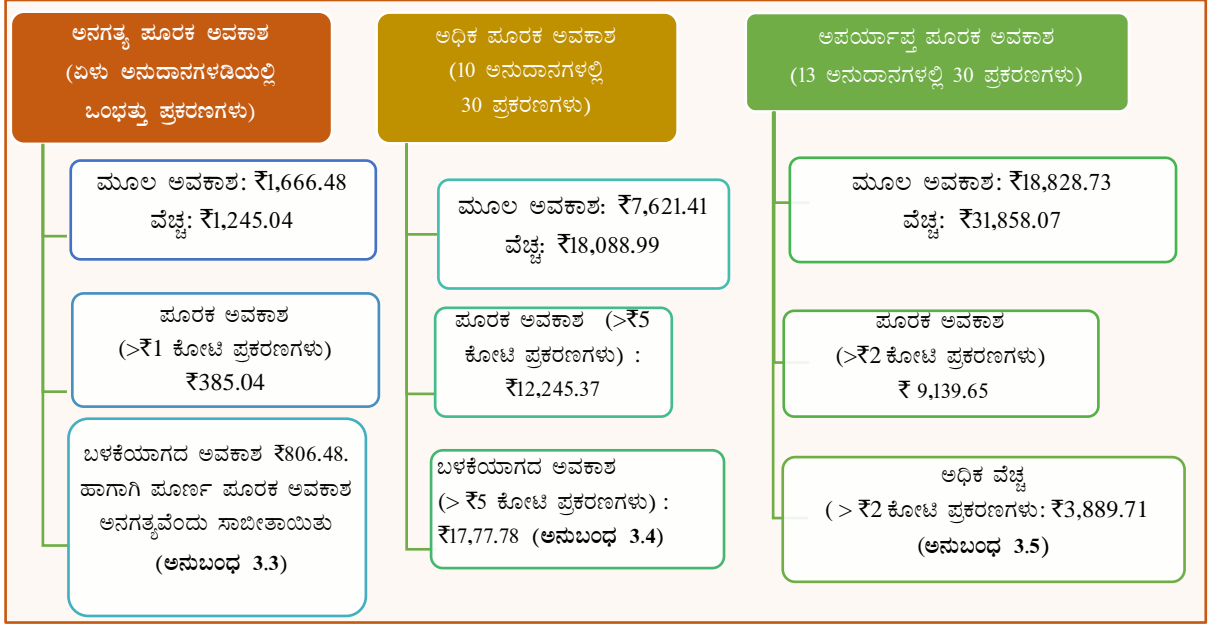 ಅನಗತ್ಯ ಪೂರಕ ಅವಕಾಶ
(ಏಳು ಅನುದಾನಗಳಡಿಯಲ್ಲಿ
ಒಂಭತ್ತು ಪ್ರಕರಣಗಳು)
ಮೂಲ ಅವಕಾಶ: ₹1,666.48
ವೆಚ್ಚ: ₹1,245.04
ಪೂರಕ ಅವಕಾಶ
(>₹1 ಕೋಟಿ ಪ್ರಕರಣಗಳು)
₹385.04
ಬಳಕೆಯಾಗದ ಅವಕಾಶ ₹806.48.
ಹಾಗಾಗಿ ಪೂರ್ಣ ಪೂರಕ ಅವಕಾಶ
ಅನಗತ್ಯವೆಂದು ಸಾಬೀತಾಯಿತು
(ಅನುಬಂಧ 3.3)
ಅಧಿಕ ಪೂರಕ ಅವಕಾಶ
(10 ಅನುದಾನಗಳಲ್ಲಿ
30 ಪ್ರಕರಣಗಳು)
ಮೂಲ ಅವಕಾಶ: ₹7,621.41
ವೆಚ್ಚ: ₹18,088.99
ಪೂರಕ ಅವಕಾಶ (>₹5
ಕೋಟಿ ಪ್ರಕರಣಗಳು) :
₹12,245.37
ಬಳಕೆಯಾಗದ ಅವಕಾಶ
(> ₹5 ಕೋಟಿ ಪ್ರಕರಣಗಳು) :
₹17,77.78 (ಅನುಬಂಧ 3.4)
ಅಪರ್ಯಾಪ್ತ ಪೂರಕ ಅವಕಾಶ
(13 ಅನುದಾನಗಳಲ್ಲಿ 30 ಪ್ರಕರಣಗಳು)
ಮೂಲ ಅವಕಾಶ: ₹18,828.73
ವೆಚ್ಚ: ₹31,858.07
ಪೂರಕ ಅವಕಾಶ
(>₹2 ಕೋಟಿ ಪ್ರಕರಣಗಳು)
₹ 9,139.65
ಅಧಿಕ ವೆಚ್ಚ
( > ₹2 ಕೋಟಿ ಪ್ರಕರಣಗಳು: ₹3,889.71
(ಅನುಬಂಧ 3.5)